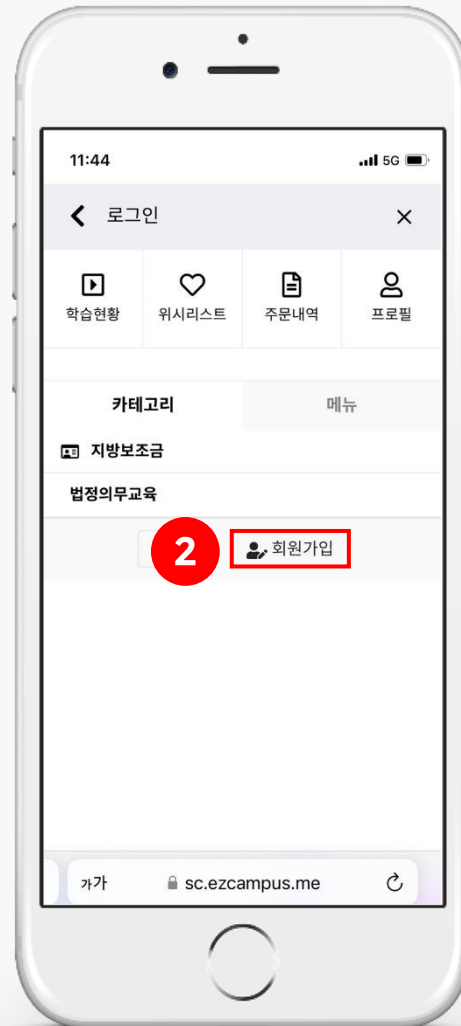 11:44 5G
로그인
학습현황 위시리스트 주문내역 프로필
카테고리 메뉴
지방보조금
법정의무교육
2 회원가입
가가 sc.ezcampus.me